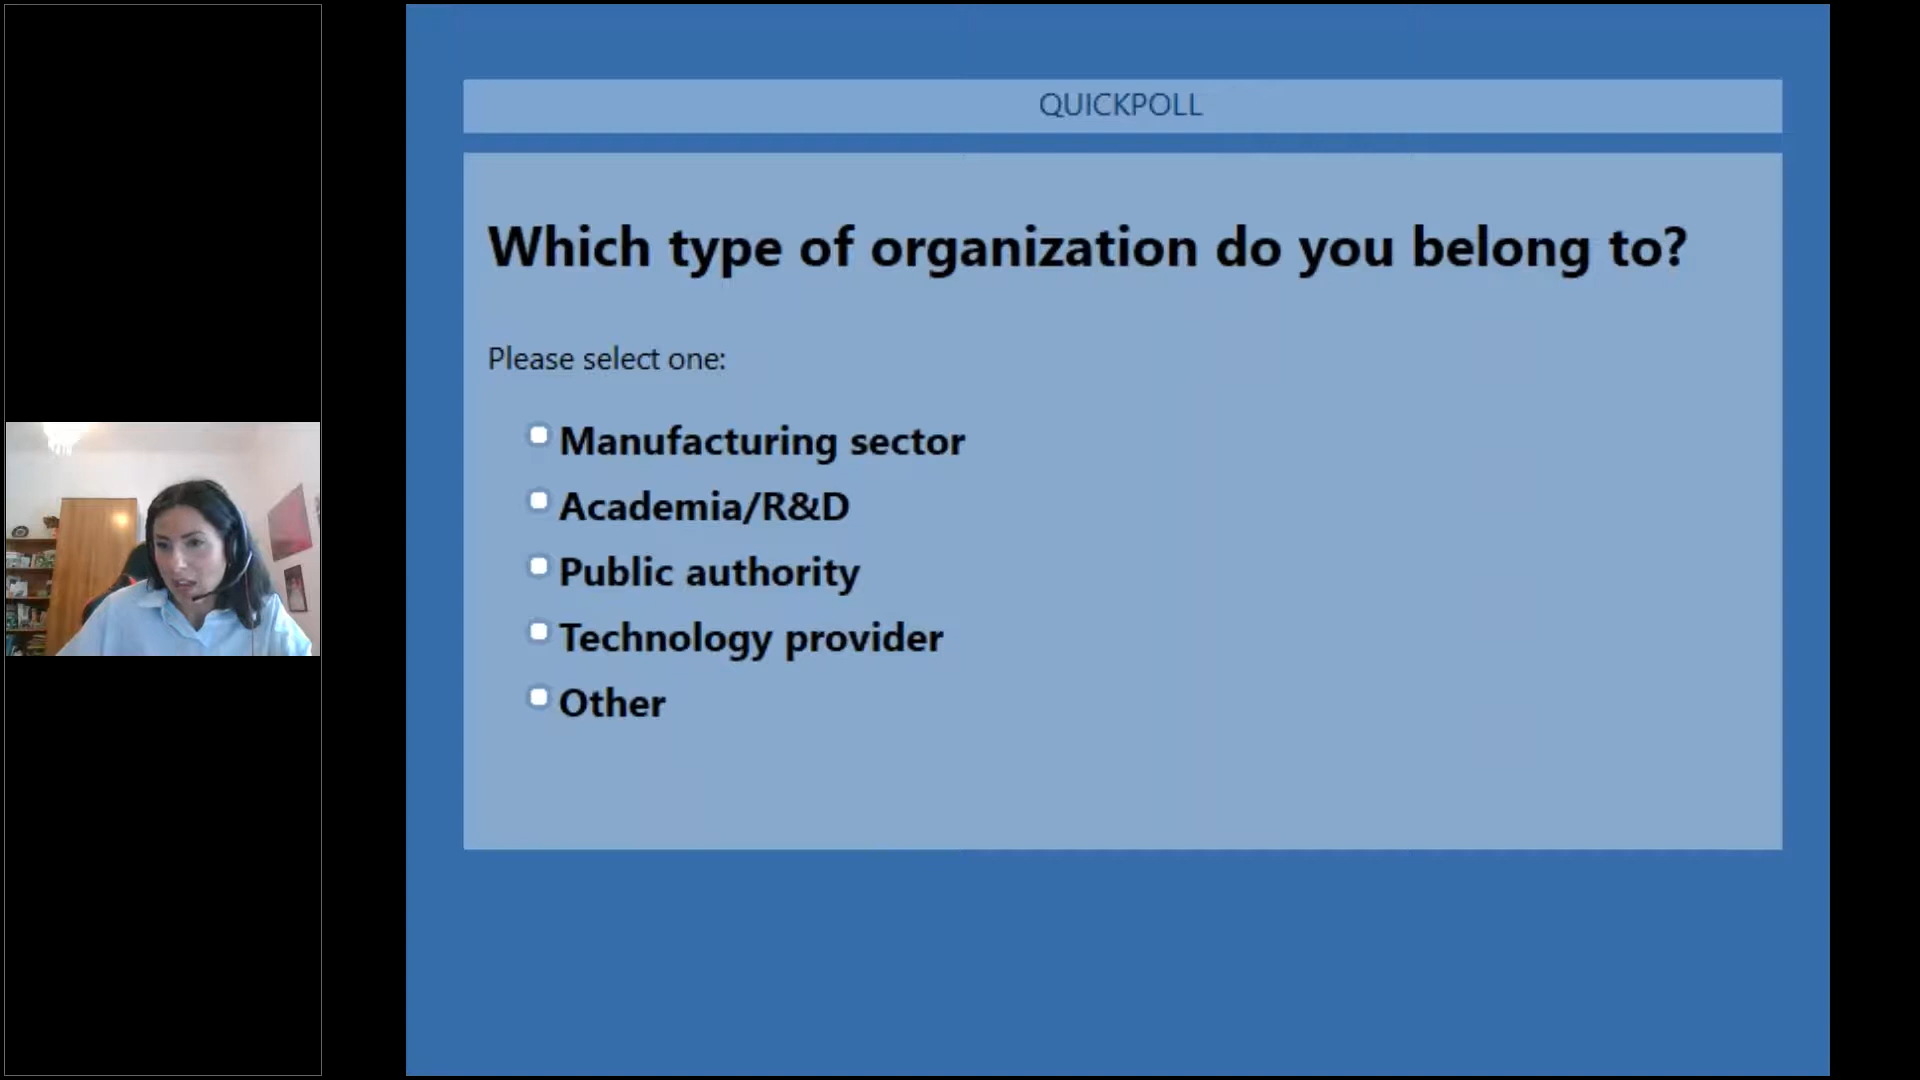 QUICKPOLL
Which type of organization do you belong to?
Please select one:
Manufacturing sector
Academia/R&D
Public authority
Technology provider
Other